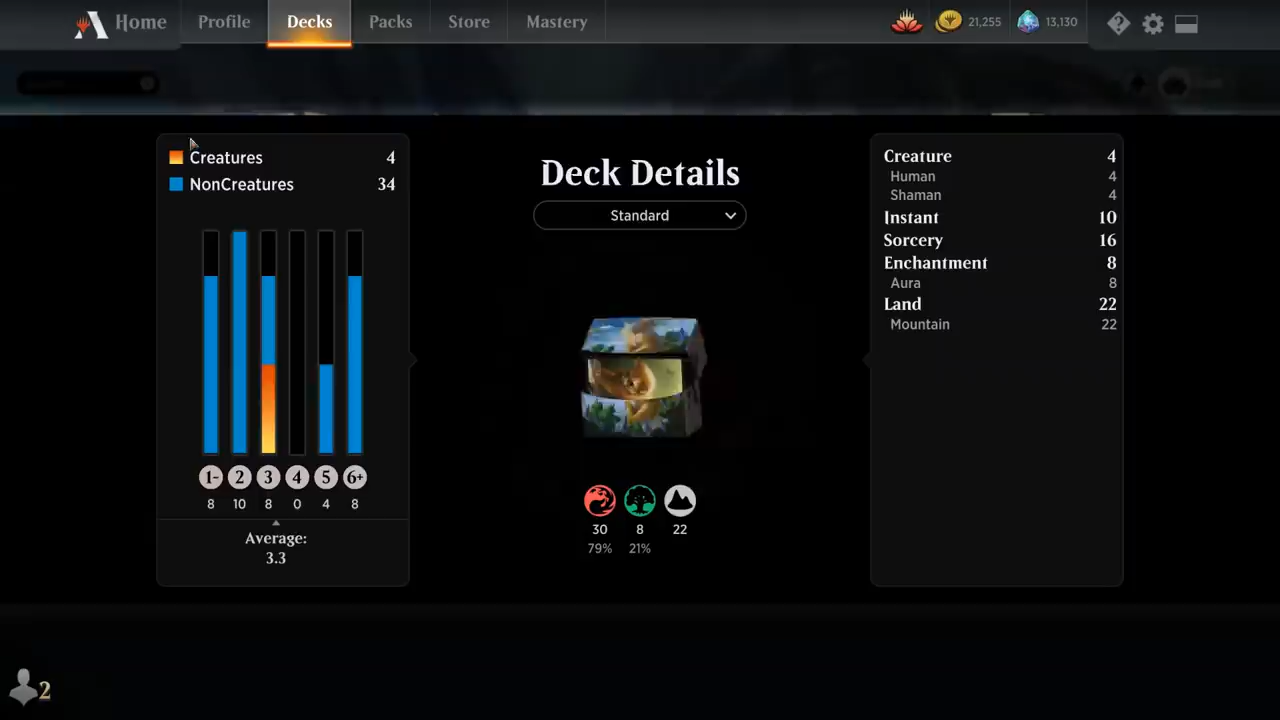 Home Profile Decks Packs Store Mastery 21,255 13,130
Creatures 4
NonCreatures 34
1- 2 3 4 5 6+
8 10 8 0 4 8
Average:
3.3
Deck Details
Standard
30 8 22
79% 21%
Creature 4
Human 4
Shaman 4
Instant 10
Sorcery 16
Enchantment 8
Aura 8
Land 22
Mountain 22
2